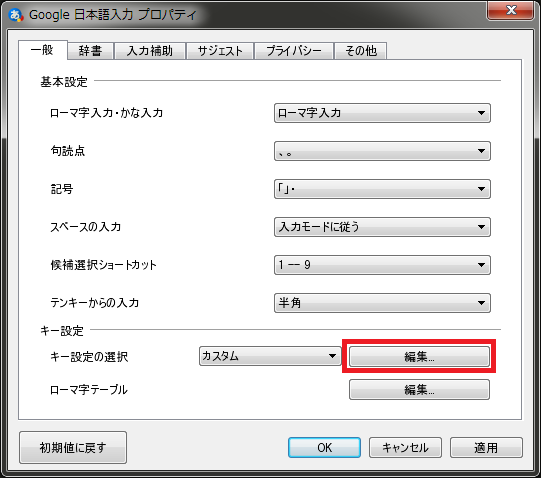 Google 日本語入力 プロパティ
一般 辞書 入力補助 サジェスト プライバシー その他
基本設定
ローマ字入力・かな入力 ローマ字入力
句読点 、。
記号 「」・
スペースの入力 入力モードに従う
候補選択ショートカット 1 -- 9
テンキーからの入力 半角
キー設定
キー設定の選択 カスタム 編集...
ローマ字テーブル 編集...
初期値に戻す OK キャンセル 適用